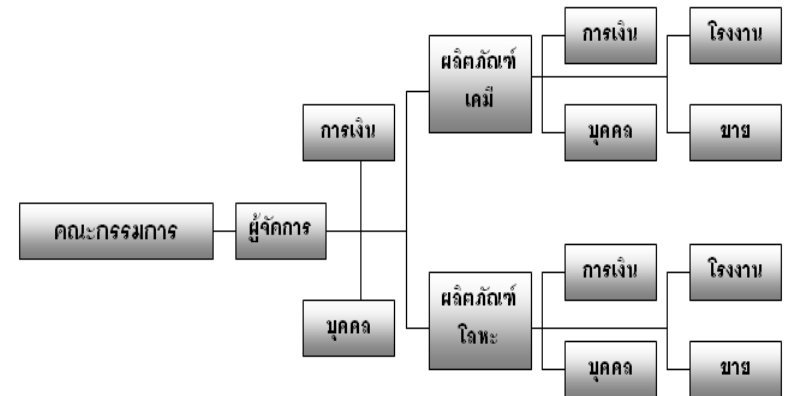 คณะกรรมการ
ผู้จัดการ
การเงิน
บุคคล
ผลิตภัณฑ์
เคมี
การเงิน
บุคคล
โรงงาน
ขาย
ผลิตภัณฑ์
โลหะ
การเงิน
บุคคล
โรงงาน
ขาย